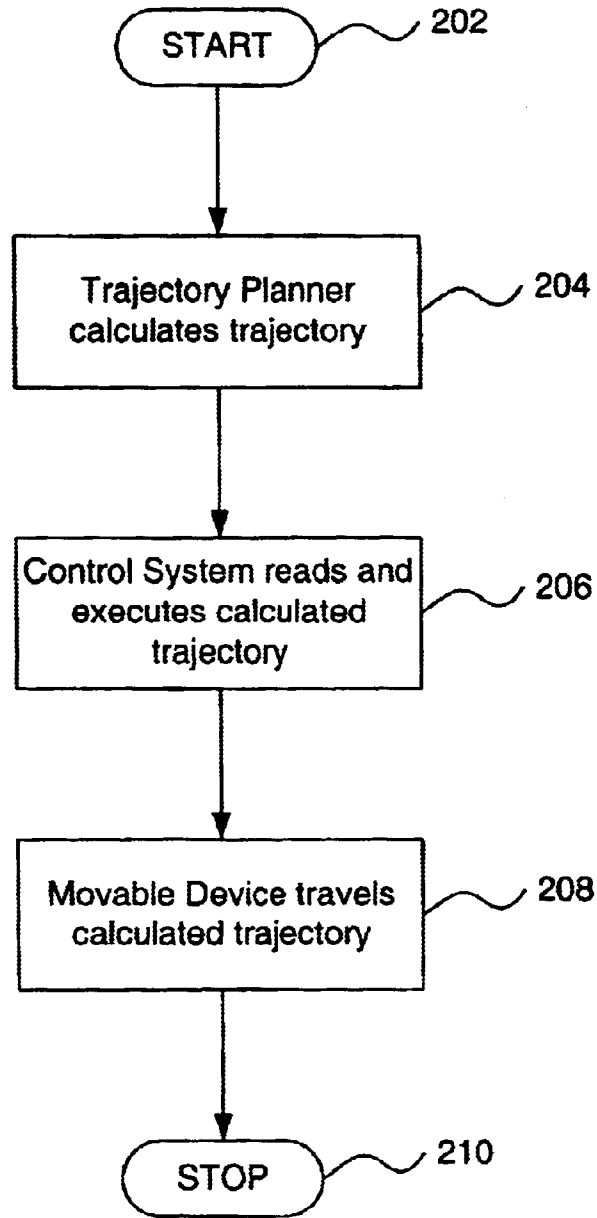 START
202
Trajectory Planner
calculates trajectory
204
Control System reads and
executes calculated
trajectory
206
Movable Device travels
calculated trajectory
208
STOP
210